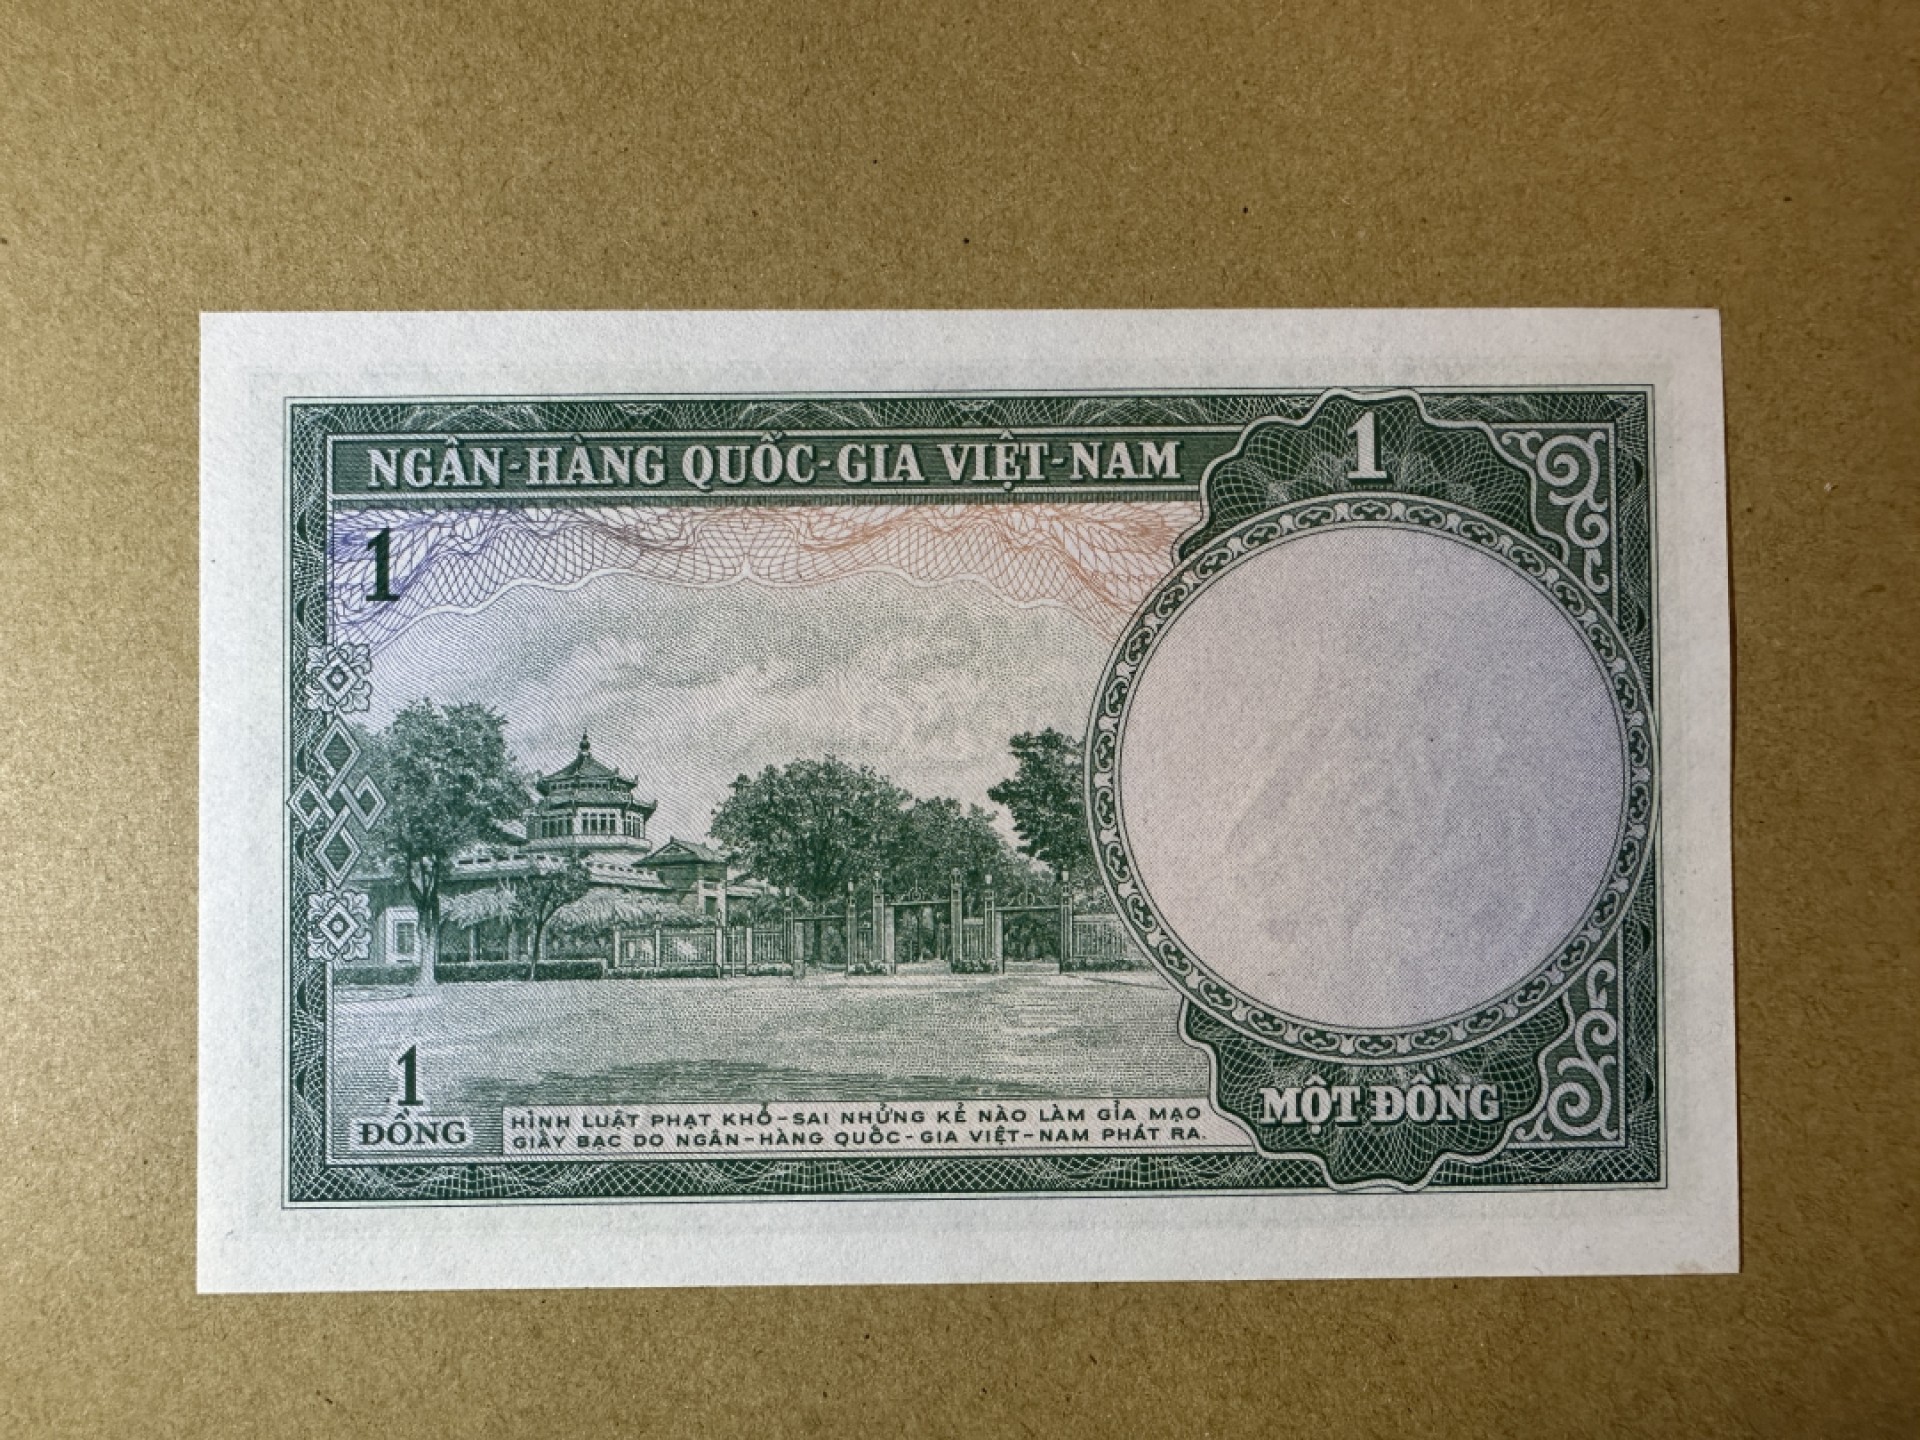 NGÂN-HÀNG QUỐC-GIA VIỆT-NAM
1
1
1
ĐỒNG
HÌNH LUẬT PHẠT KHỔ-SAI NHỮNG KẺ NÀO LÀM GỈA MẠO
GIẤY BẠC DO NGÂN-HÀNG QUỐC-GIA VIỆT-NAM PHÁT RA.
MỘT ĐỒNG